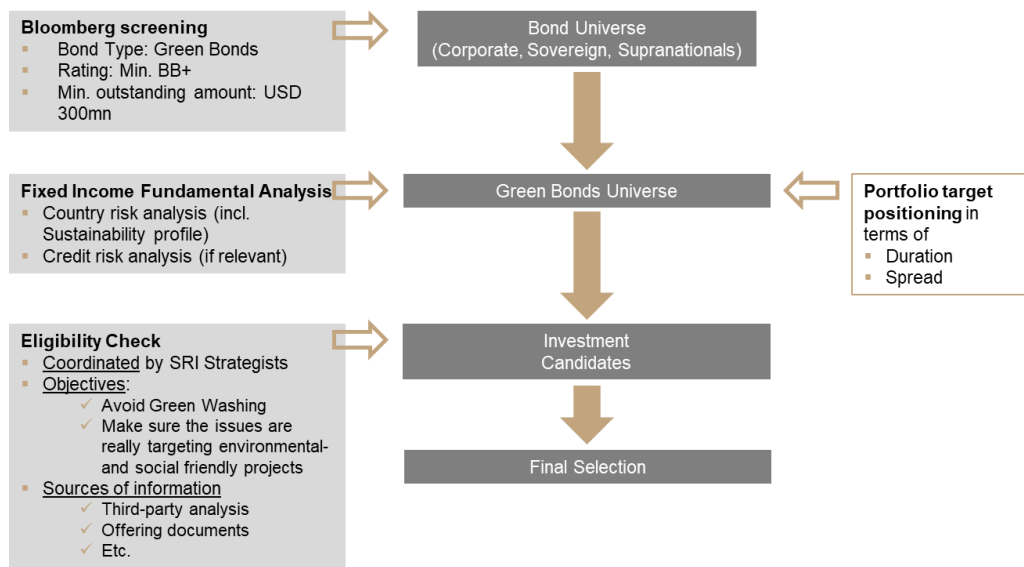 Bloomberg screening
▪ Bond Type: Green Bonds
▪ Rating: Min. BB+
▪ Min. outstanding amount: USD
300mn
Bond Universe
(Corporate, Sovereign, Supranationals)
Fixed Income Fundamental Analysis
▪ Country risk analysis (incl.
Sustainability profile)
▪ Credit risk analysis (if relevant)
Green Bonds Universe
Portfolio target
positioning in
terms of
▪ Duration
▪ Spread
Eligibility Check
▪ Coordinated by SRI Strategists
▪ Objectives:
✓ Avoid Green Washing
✓ Make sure the issues are
really targeting environmental-
and social friendly projects
▪ Sources of information
✓ Third-party analysis
✓ Offering documents
✓ Etc.
Investment
Candidates
Final Selection